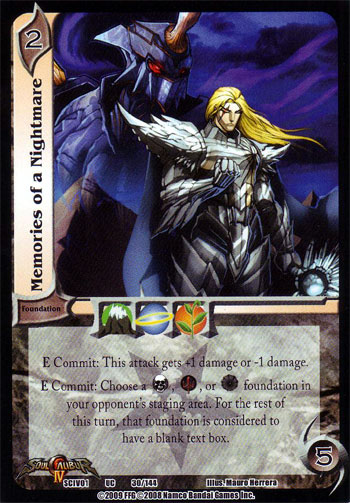 2
Memories of a Nightmare
foundation
E Commit: This attack gets +1 damage or -1 damage.
E Commit: Choose a , , or foundation in
your opponent's staging area. For the rest of
this turn, that foundation is considered to
have a blank text box.
5
SOULCALIBUR
IV
SCIV01 UC 30/144 Illus. Mauro Herrera
©2009 FFG ©2008 Namco Bandai Games Inc.